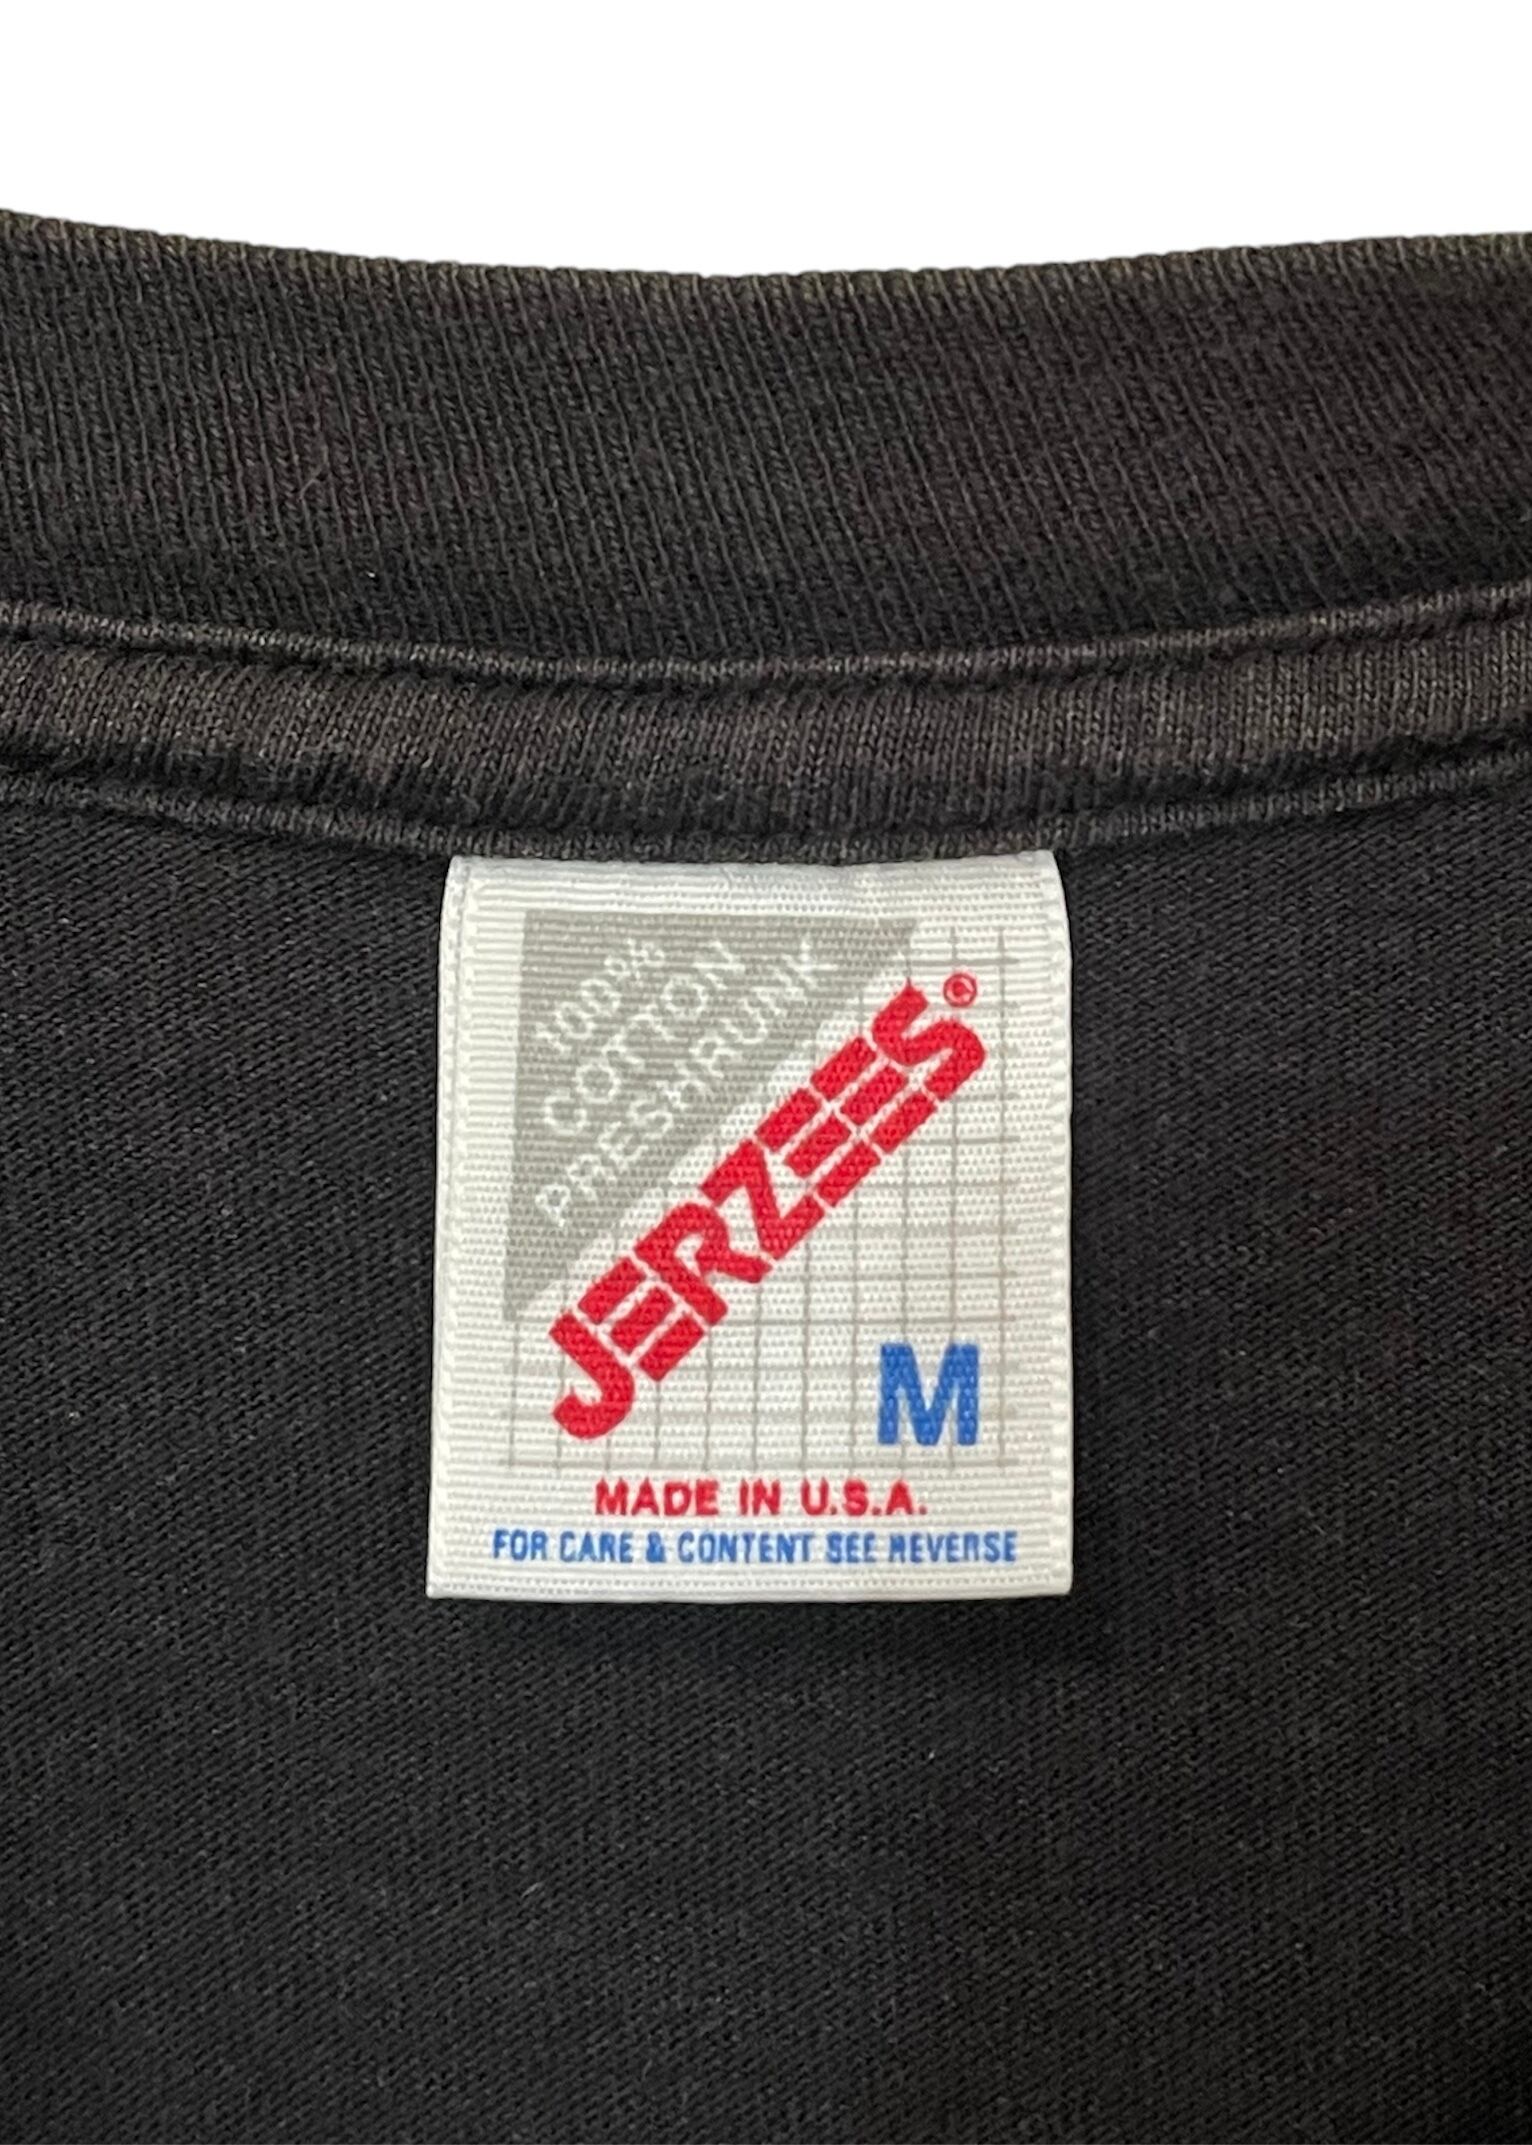 100%
COTTON
PRESHRUNK
JERZEES®
M
MADE IN U.S.A.
FOR CARE & CONTENT SEE REVERSE